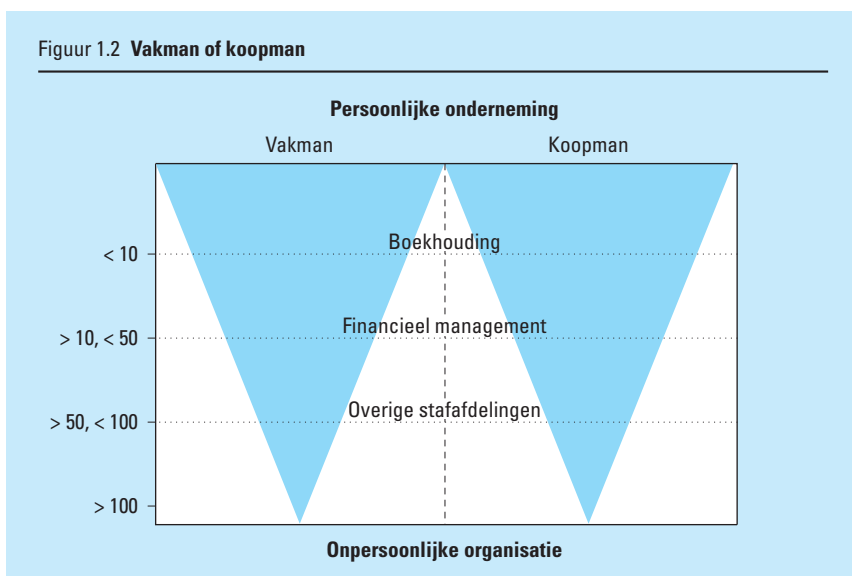 Figuur 1.2 Vakman of koopman
Persoonlijke onderneming
Vakman Koopman
Boekhouding
< 10
Financieel management
> 10, < 50
Overige stafafdelingen
> 50, < 100
> 100
Onpersoonlijke organisatie